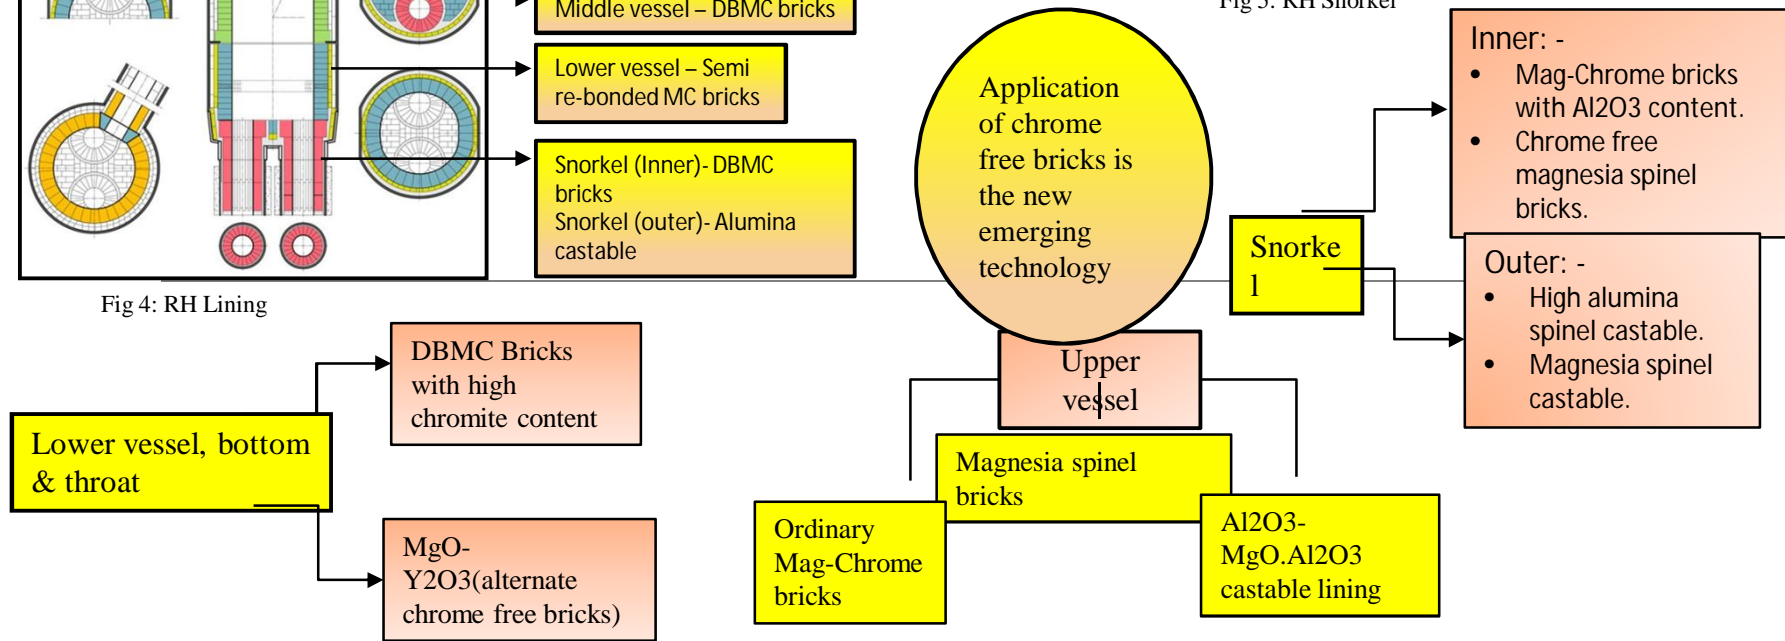 Middle vessel – DBMC bricks
Fig 5: RH Snorkel
Lower vessel – Semi
re-bonded MC bricks
Snorkel (Inner)- DBMC
bricks
Snorkel (outer)- Alumina
castable
Fig 4: RH Lining
Application
of chrome
free bricks is
the new
emerging
technology
Inner: -
• Mag-Chrome bricks
with Al2O3 content.
• Chrome free
magnesia spinel
bricks.
Snorke
l
Outer: -
• High alumina
spinel castable.
• Magnesia spinel
castable.
DBMC Bricks
with high
chromite content
Lower vessel, bottom
& throat
MgO-
Y2O3(alternate
chrome free bricks)
Upper
vessel
Magnesia spinel
bricks
Ordinary
Mag-Chrome
bricks
Al2O3-
MgO.Al2O3
castable lining